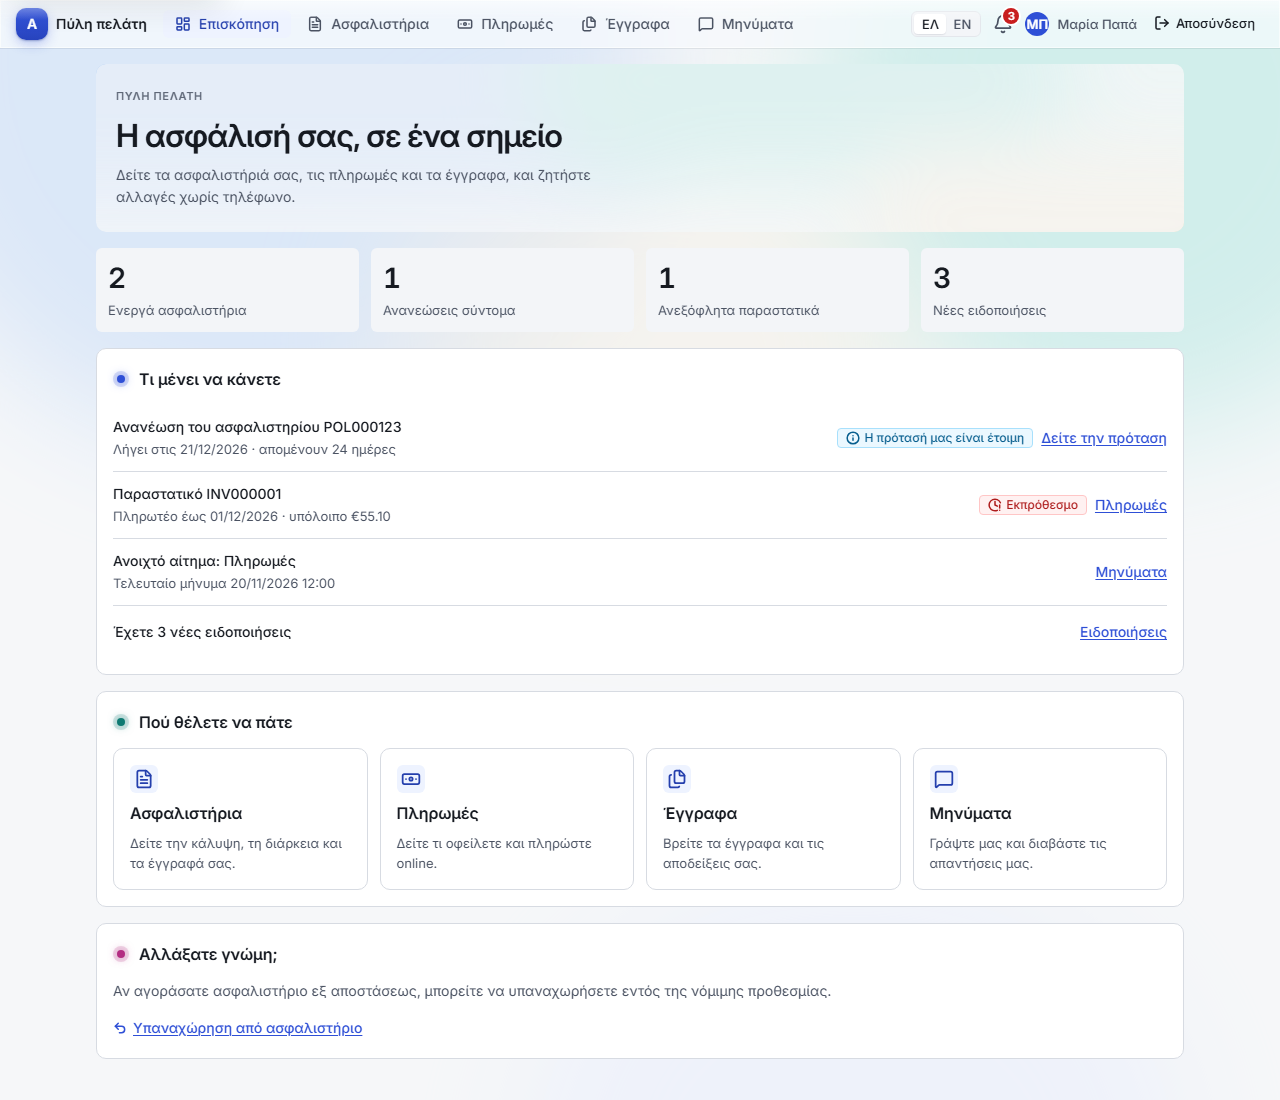 Α Πύλη πελάτη Επισκόπηση Ασφαλιστήρια Πληρωμές Έγγραφα Μηνύματα ΕΛ EN 3 ΜΠ Μαρία Παπά Αποσύνδεση
ΠΥΛΗ ΠΕΛΑΤΗ
Η ασφάλισή σας, σε ένα σημείο
Δείτε τα ασφαλιστήριά σας, τις πληρωμές και τα έγγραφα, και ζητήστε
αλλαγές χωρίς τηλέφωνο.
2 1 1 3
Ενεργά ασφαλιστήρια Ανανεώσεις σύντομα Ανεξόφλητα παραστατικά Νέες ειδοποιήσεις
Τι μένει να κάνετε
Ανανέωση του ασφαλιστηρίου POL000123
Λήγει στις 21/12/2026 · απομένουν 24 ημέρες
Η πρότασή μας είναι έτοιμη Δείτε την πρόταση
Παραστατικό INV000001
Πληρωτέο έως 01/12/2026 · υπόλοιπο €55.10
Εκπρόθεσμο Πληρωμές
Ανοιχτό αίτημα: Πληρωμές
Τελευταίο μήνυμα 20/11/2026 12:00
Μηνύματα
Έχετε 3 νέες ειδοποιήσεις Ειδοποιήσεις
Πού θέλετε να πάτε
Ασφαλιστήρια
Δείτε την κάλυψη, τη διάρκεια και
τα έγγραφά σας.
Πληρωμές
Δείτε τι οφείλετε και πληρώστε
online.
Έγγραφα
Βρείτε τα έγγραφα και τις
αποδείξεις σας.
Μηνύματα
Γράψτε μας και διαβάστε τις
απαντήσεις μας.
Αλλάξατε γνώμη;
Αν αγοράσατε ασφαλιστήριο εξ αποστάσεως, μπορείτε να υπαναχωρήσετε εντός της νόμιμης προθεσμίας.
Υπαναχώρηση από ασφαλιστήριο